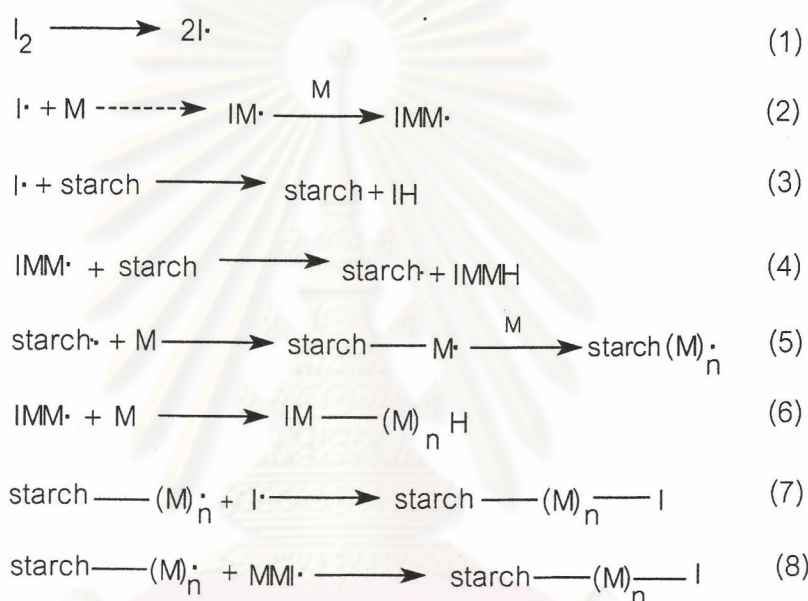 I₂ ⟶ 2I· (1)
I· + M ⇢ IM· —M→ IMM· (2)
I· + starch ⟶ starch + IH (3)
IMM· + starch ⟶ starch· + IMMH (4)
starch· + M ⟶ starch — M· —M→ starch(M)ₙ· (5)
IMM· + M ⟶ IM — (M)ₙ H (6)
starch — (M)ₙ· + I· ⟶ starch — (M)ₙ — I (7)
starch — (M)ₙ· + MMI· ⟶ starch — (M)ₙ — I (8)